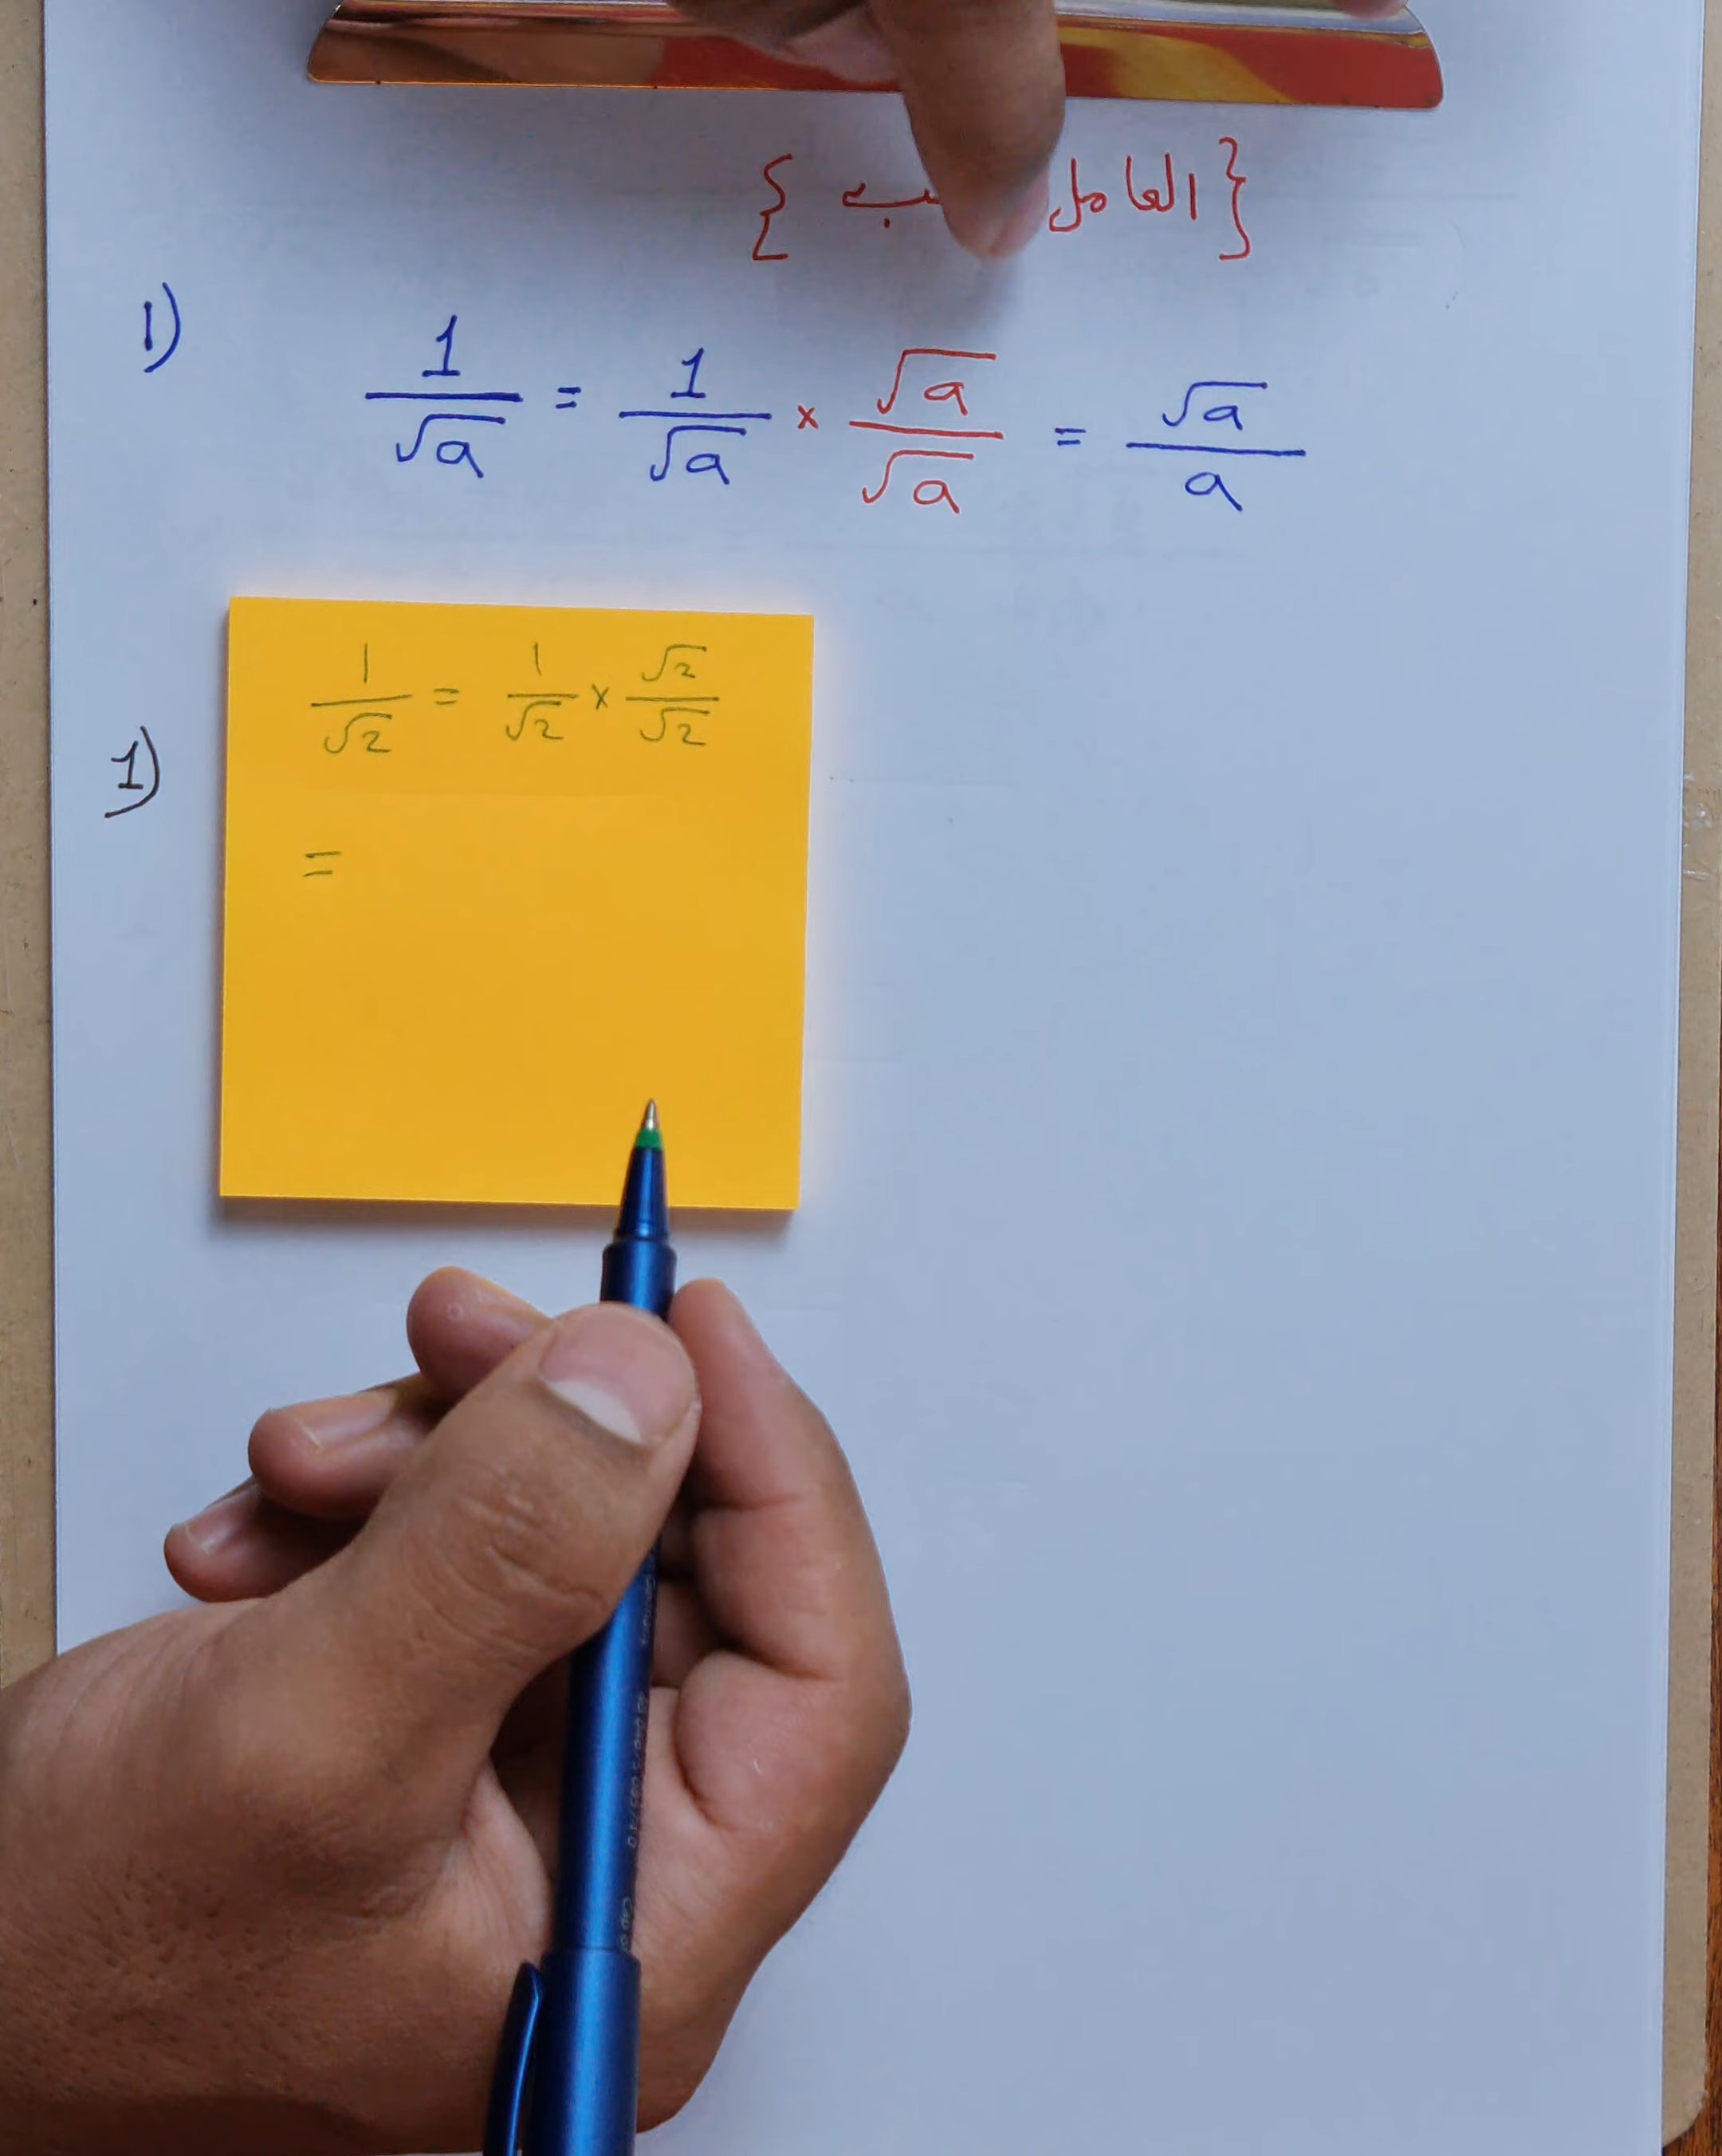 {العامل
1) 1/√a = 1/√a × √a/√a = √a/a
1) 1/√2 = 1/√2 × √2/√2
=